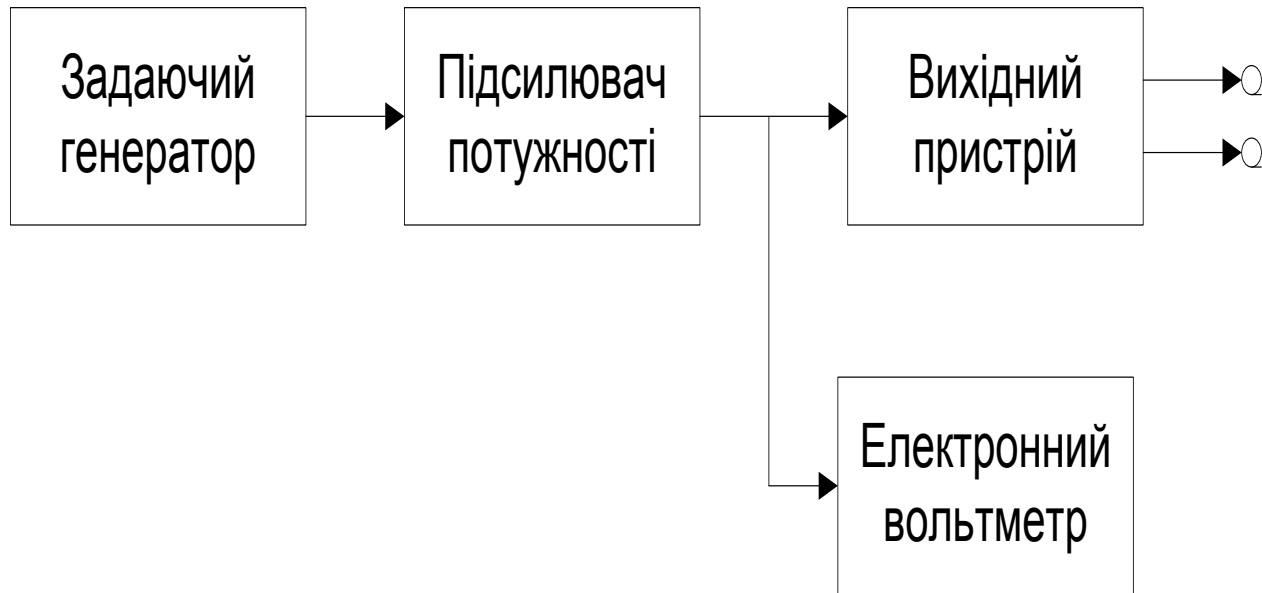 Задаючий
генератор
Підсилювач
потужності
Вихідний
пристрій
Електронний
вольтметр